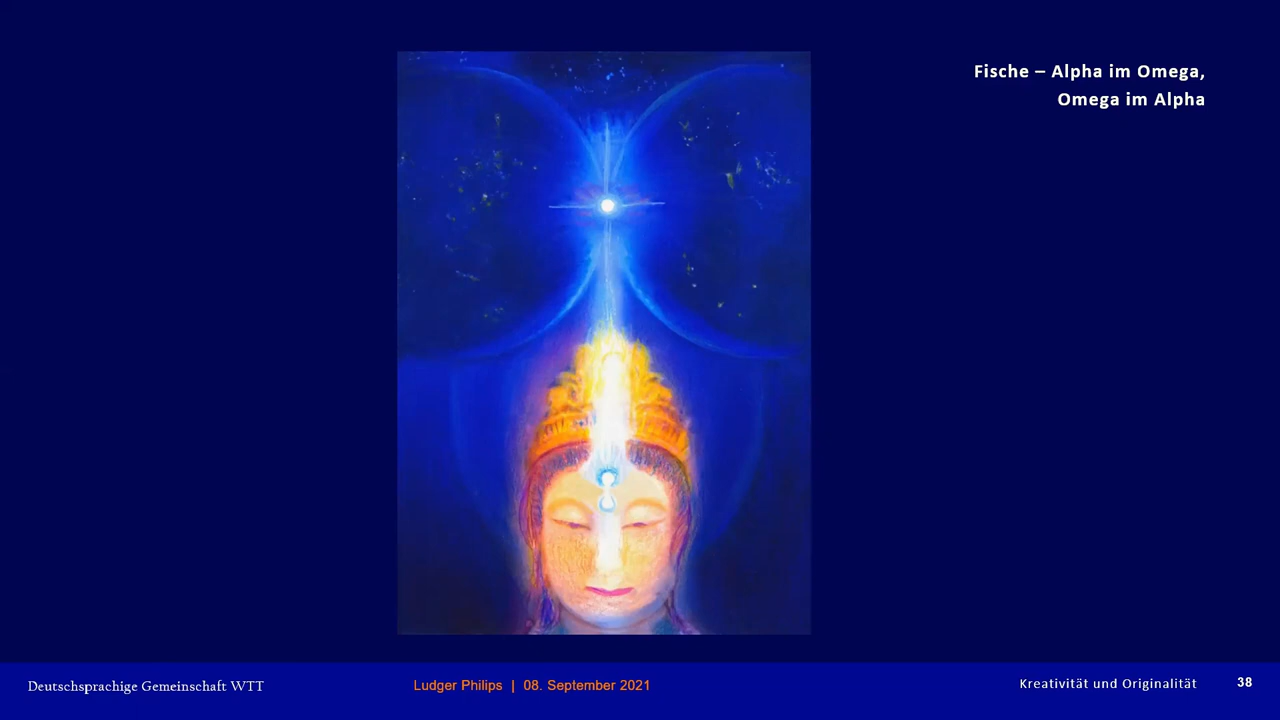 Fische – Alpha im Omega,
Omega im Alpha
Deutschsprachige Gemeinschaft WTT
Ludger Philips | 08. September 2021
Kreativität und Originalität
38